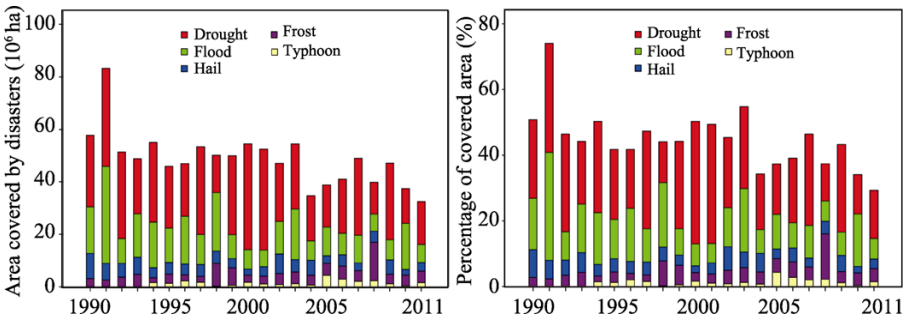 Area covered by disasters (10⁶ ha)
100
80
60
40
20
0
Drought
Flood
Hail
Frost
Typhoon
1990
1995
2000
2005
2011
Percentage of covered area (%)
80
60
40
20
0
Drought
Flood
Hail
Frost
Typhoon
1990
1995
2000
2005
2011